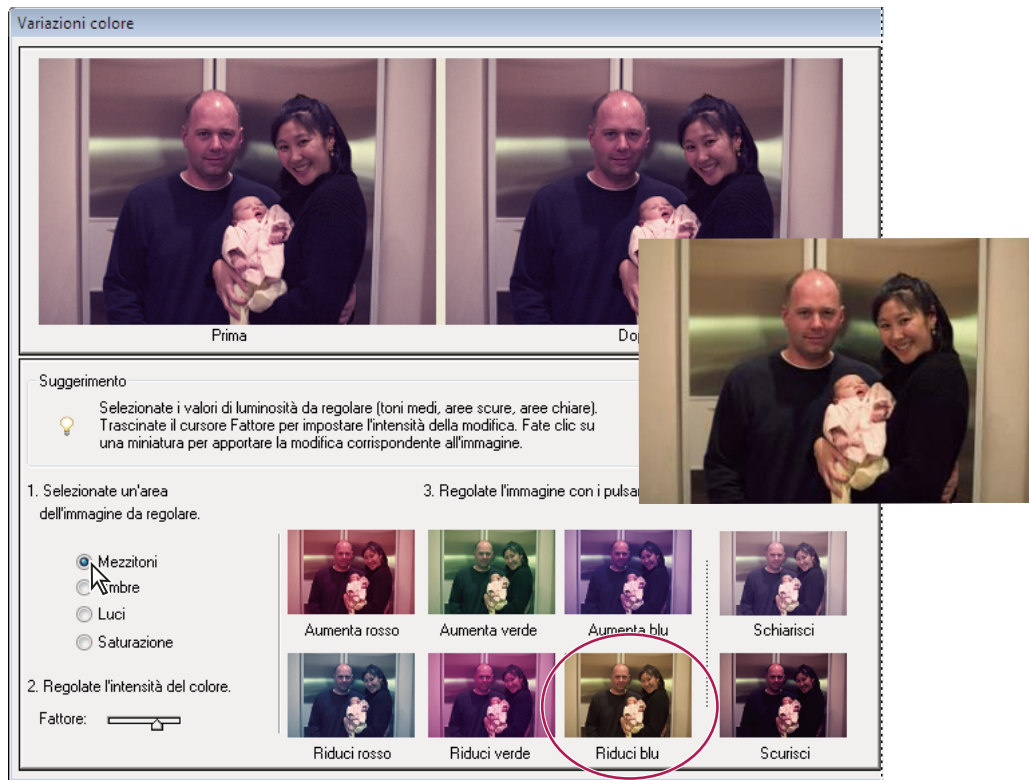 Variazioni colore
Prima
Suggerimento
Selezionate i valori di luminosità da regolare (toni medi, aree scure, aree chiare).
Trascinate il cursore Fattore per impostare l'intensità della modifica. Fate clic su
una miniatura per apportare la modifica corrispondente all'immagine.
1. Selezionate un'area
dell'immagine da regolare.
3. Regolate l'immagine con i
Mezzitoni
Luci
Saturazione
2. Regolate l'intensità del colore.
Fattore:
Aumenta rosso
Aumenta verde
Aumenta blu
Schiarisci
Riduci rosso
Riduci verde
Riduci blu
Scurisci